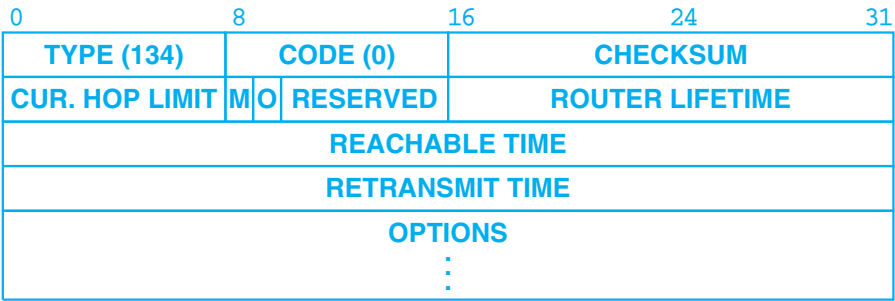 0 8 16 24 31
TYPE (134) CODE (0) CHECKSUM
CUR. HOP LIMIT M O RESERVED ROUTER LIFETIME
REACHABLE TIME
RETRANSMIT TIME
OPTIONS